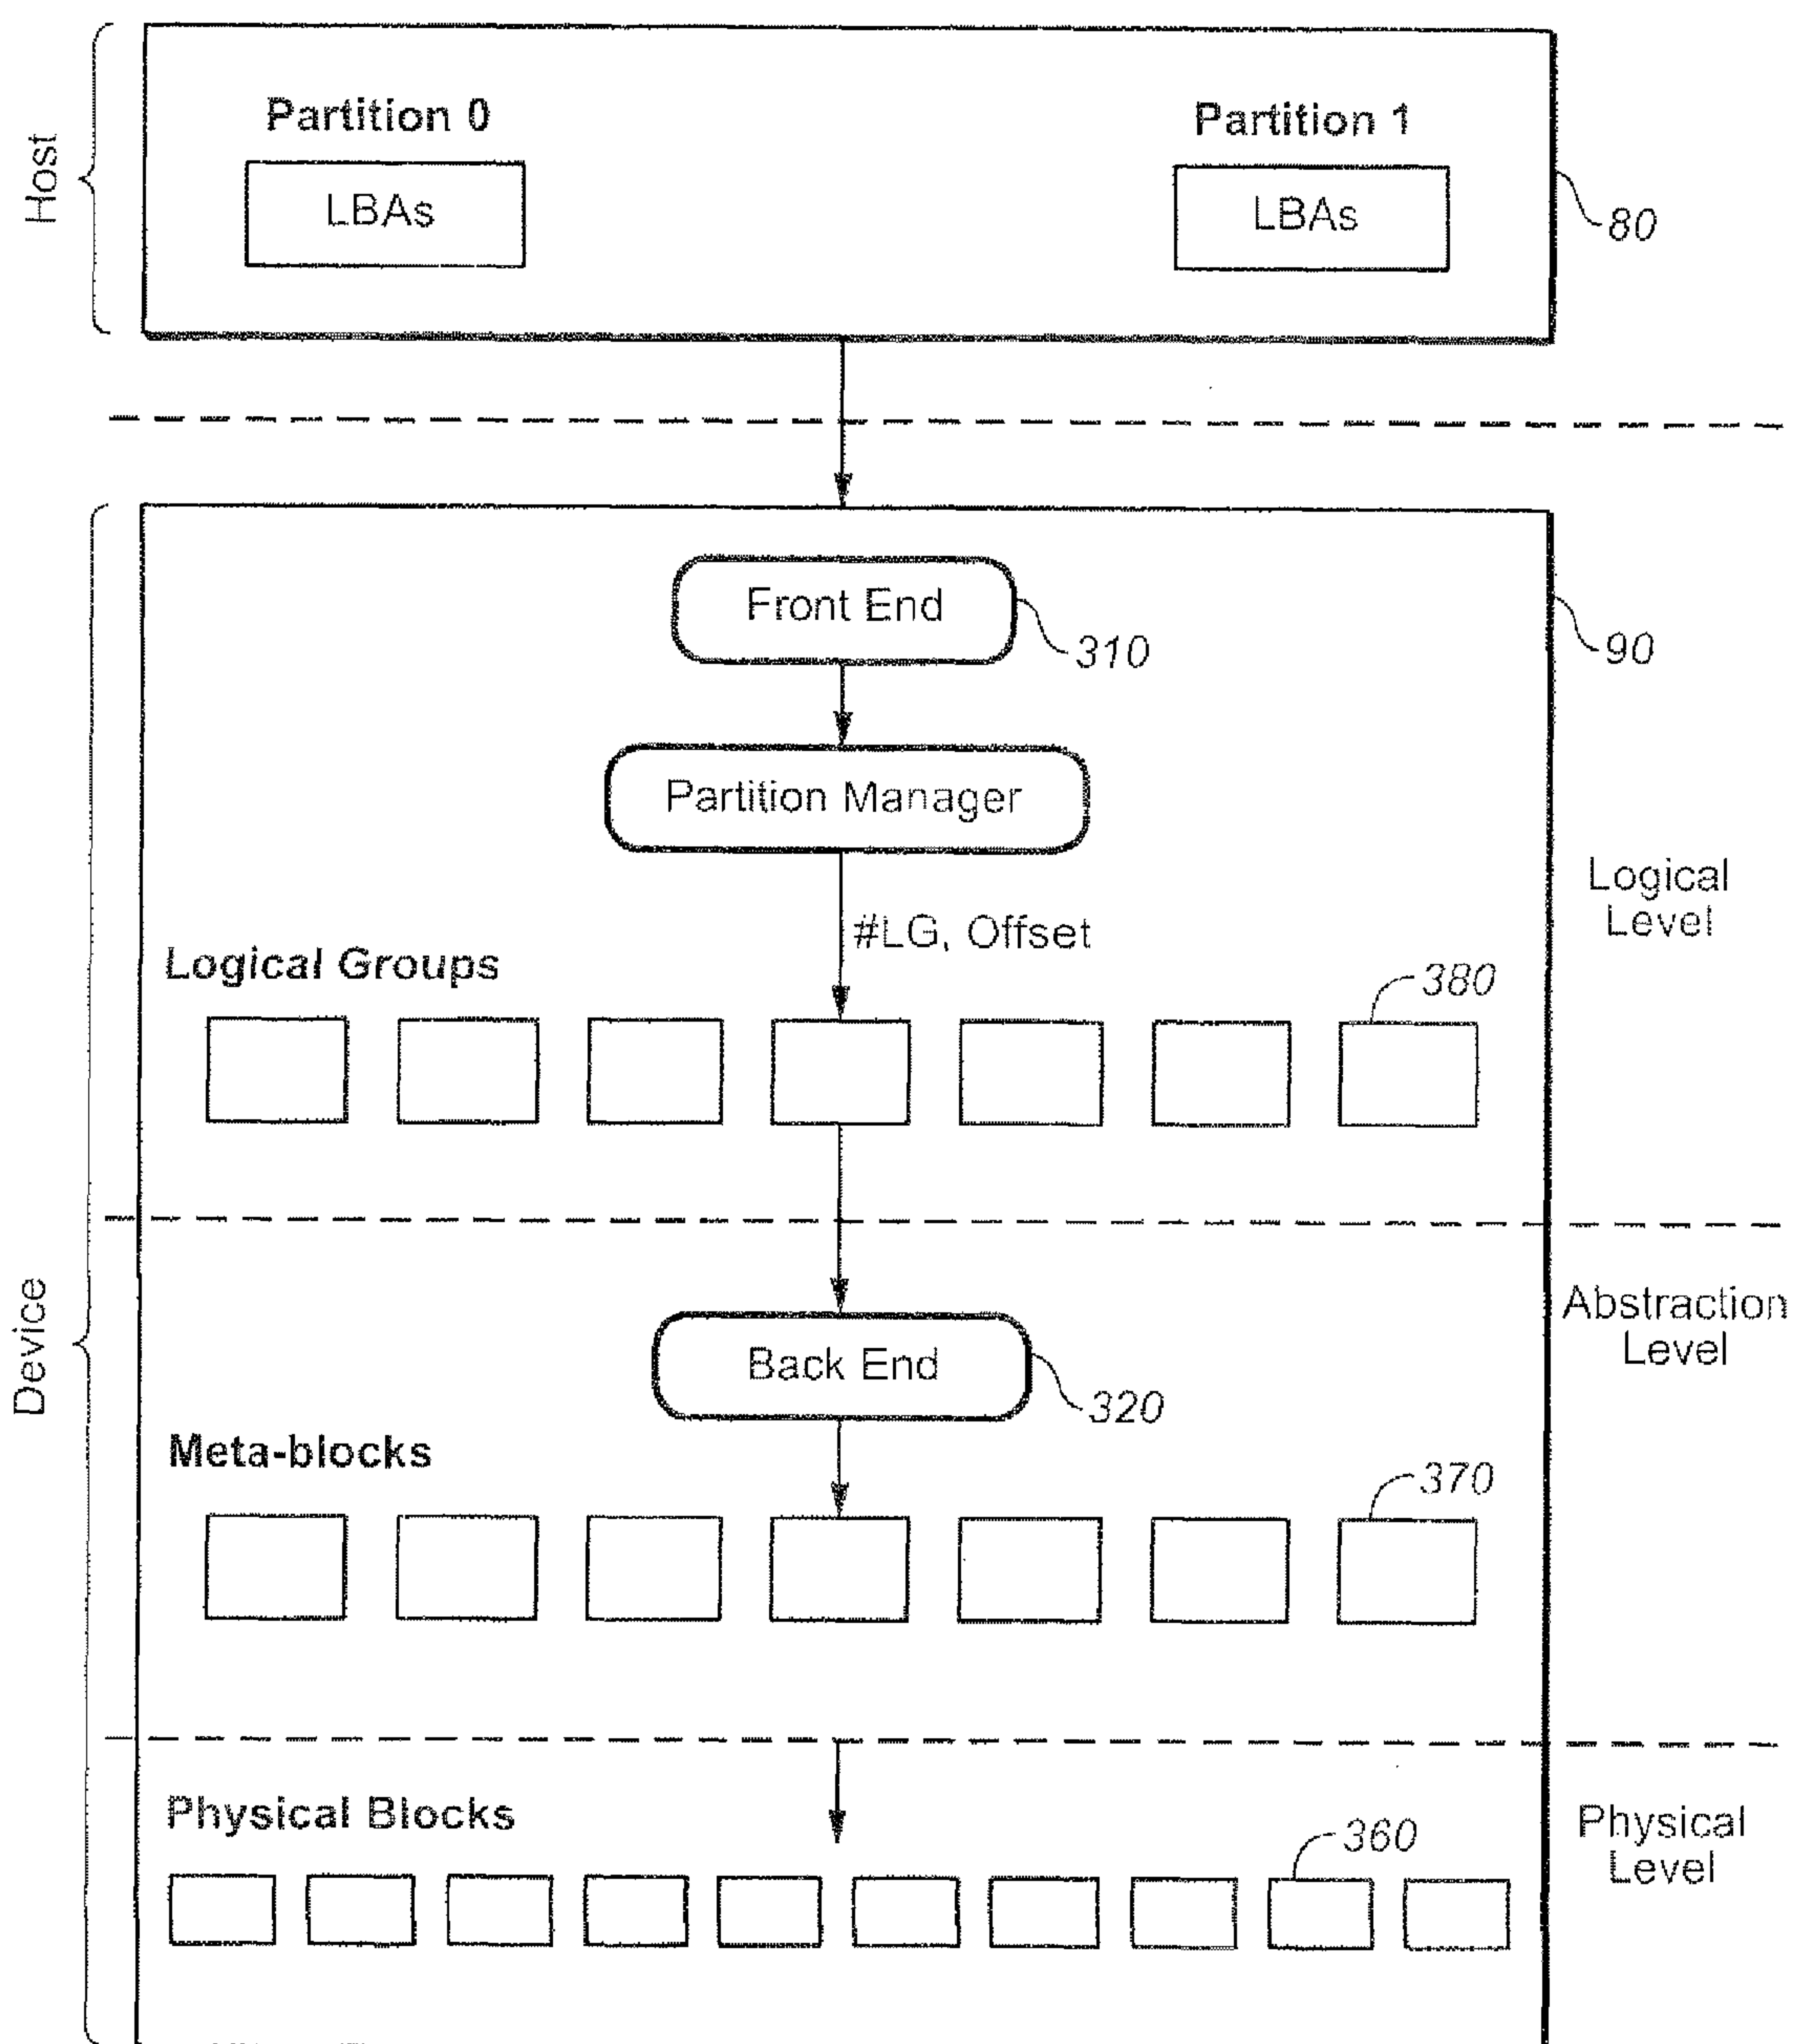 Host
Partition 0
Partition 1
LBAs
LBAs
80
Device
Front End
310
90
Partition Manager
Logical
Level
#LG, Offset
Logical Groups
380
Abstraction
Level
Back End
320
Meta-blocks
370
Physical Blocks
360
Physical
Level